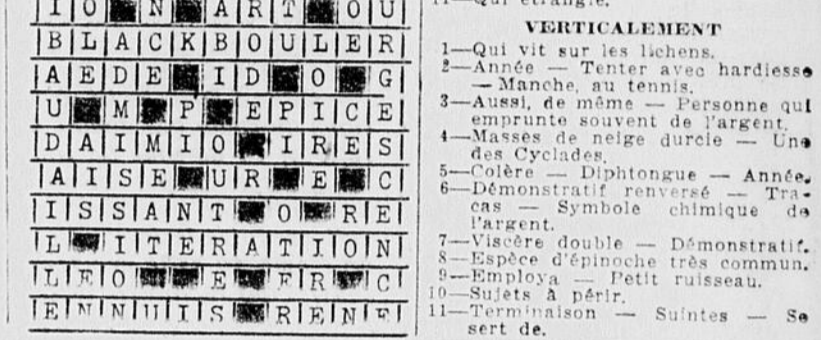 11—Qui étrangle.
I O N A R T O U
B L A C K B O U L E R
A E D E I D O G
U M P E P I C E
D A I M I O I R E S
A I S E U R E C
I S S A N T O R E
L I T E R A T I O N
L E O E E R C
E N N U I S R E N E
VERTICALEMENT
1—Qui vit sur les lichens.
2—Année — Tenter avec hardiesse
— Manche, au tennis.
3—Aussi, de même — Personne qui
emprunte souvent de l'argent.
4—Masses de neige durcie — Une
des Cyclades.
5—Colère — Diphtongue — Année.
6—Démonstratif renversé — Tra-
cas — Symbole chimique de
l'argent.
7—Viscère double — Démonstratif.
8—Espèce d'épinoche très commun.
9—Employa — Petit ruisseau.
10—Sujets à périr.
11—Terminaison — Suintes — Se
sert de.